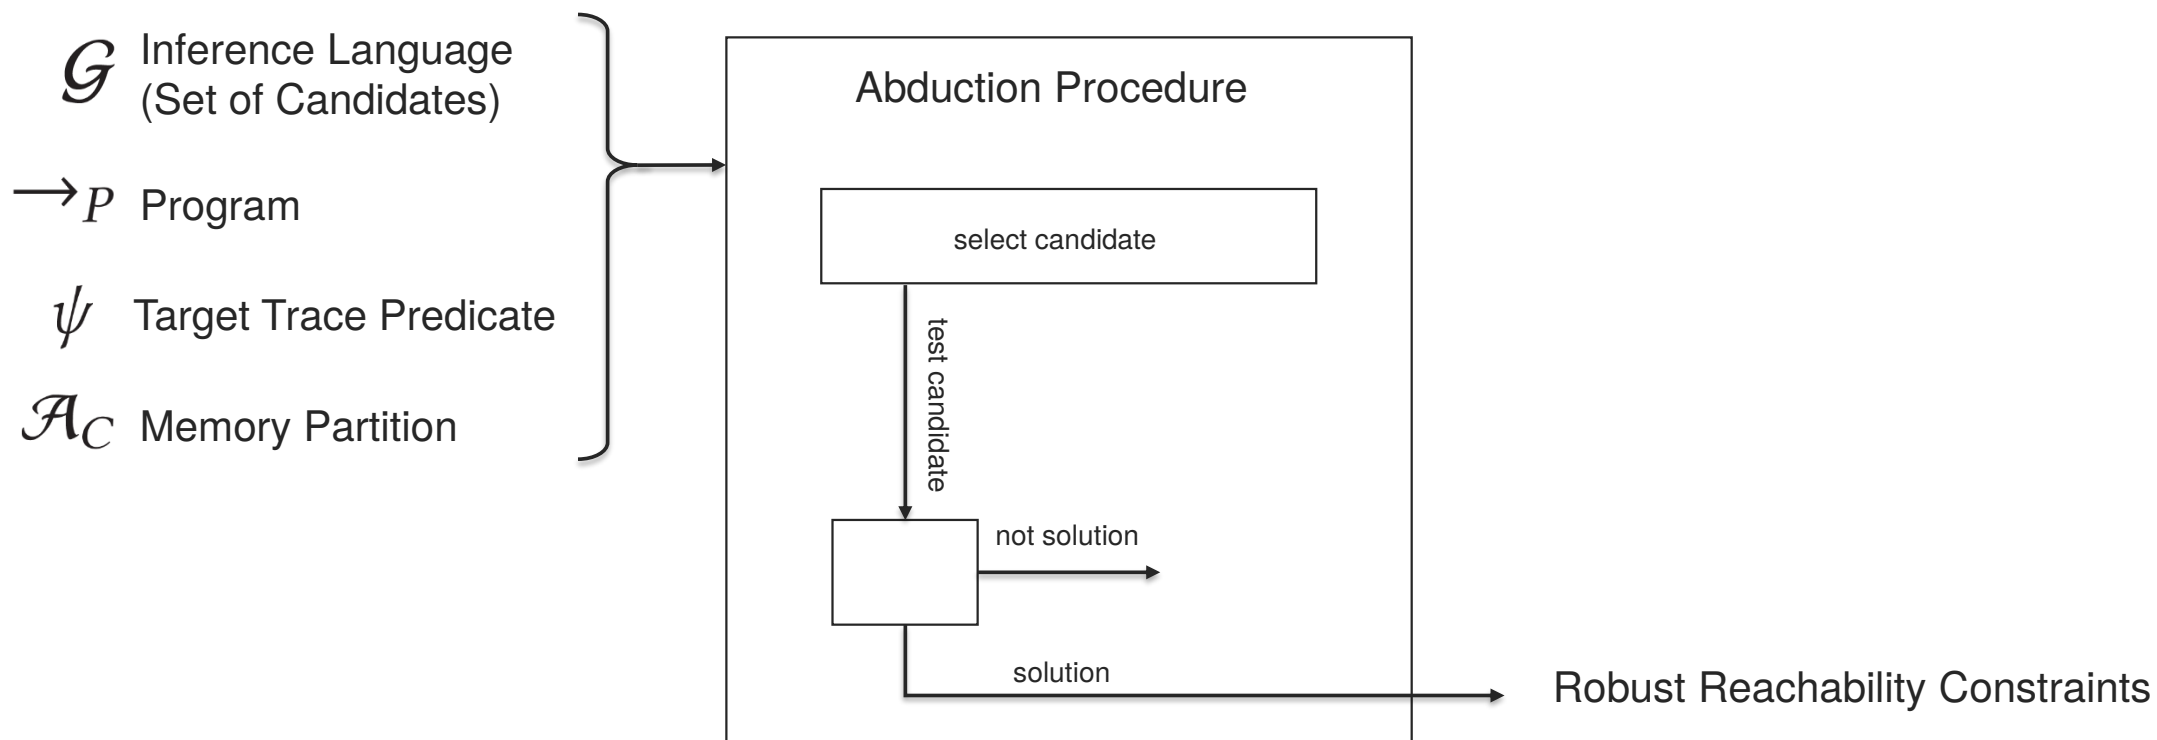 𝒢 Inference Language
(Set of Candidates)
→P Program
ψ Target Trace Predicate
𝒜C Memory Partition
Abduction Procedure
select candidate
test candidate
not solution
solution
Robust Reachability Constraints